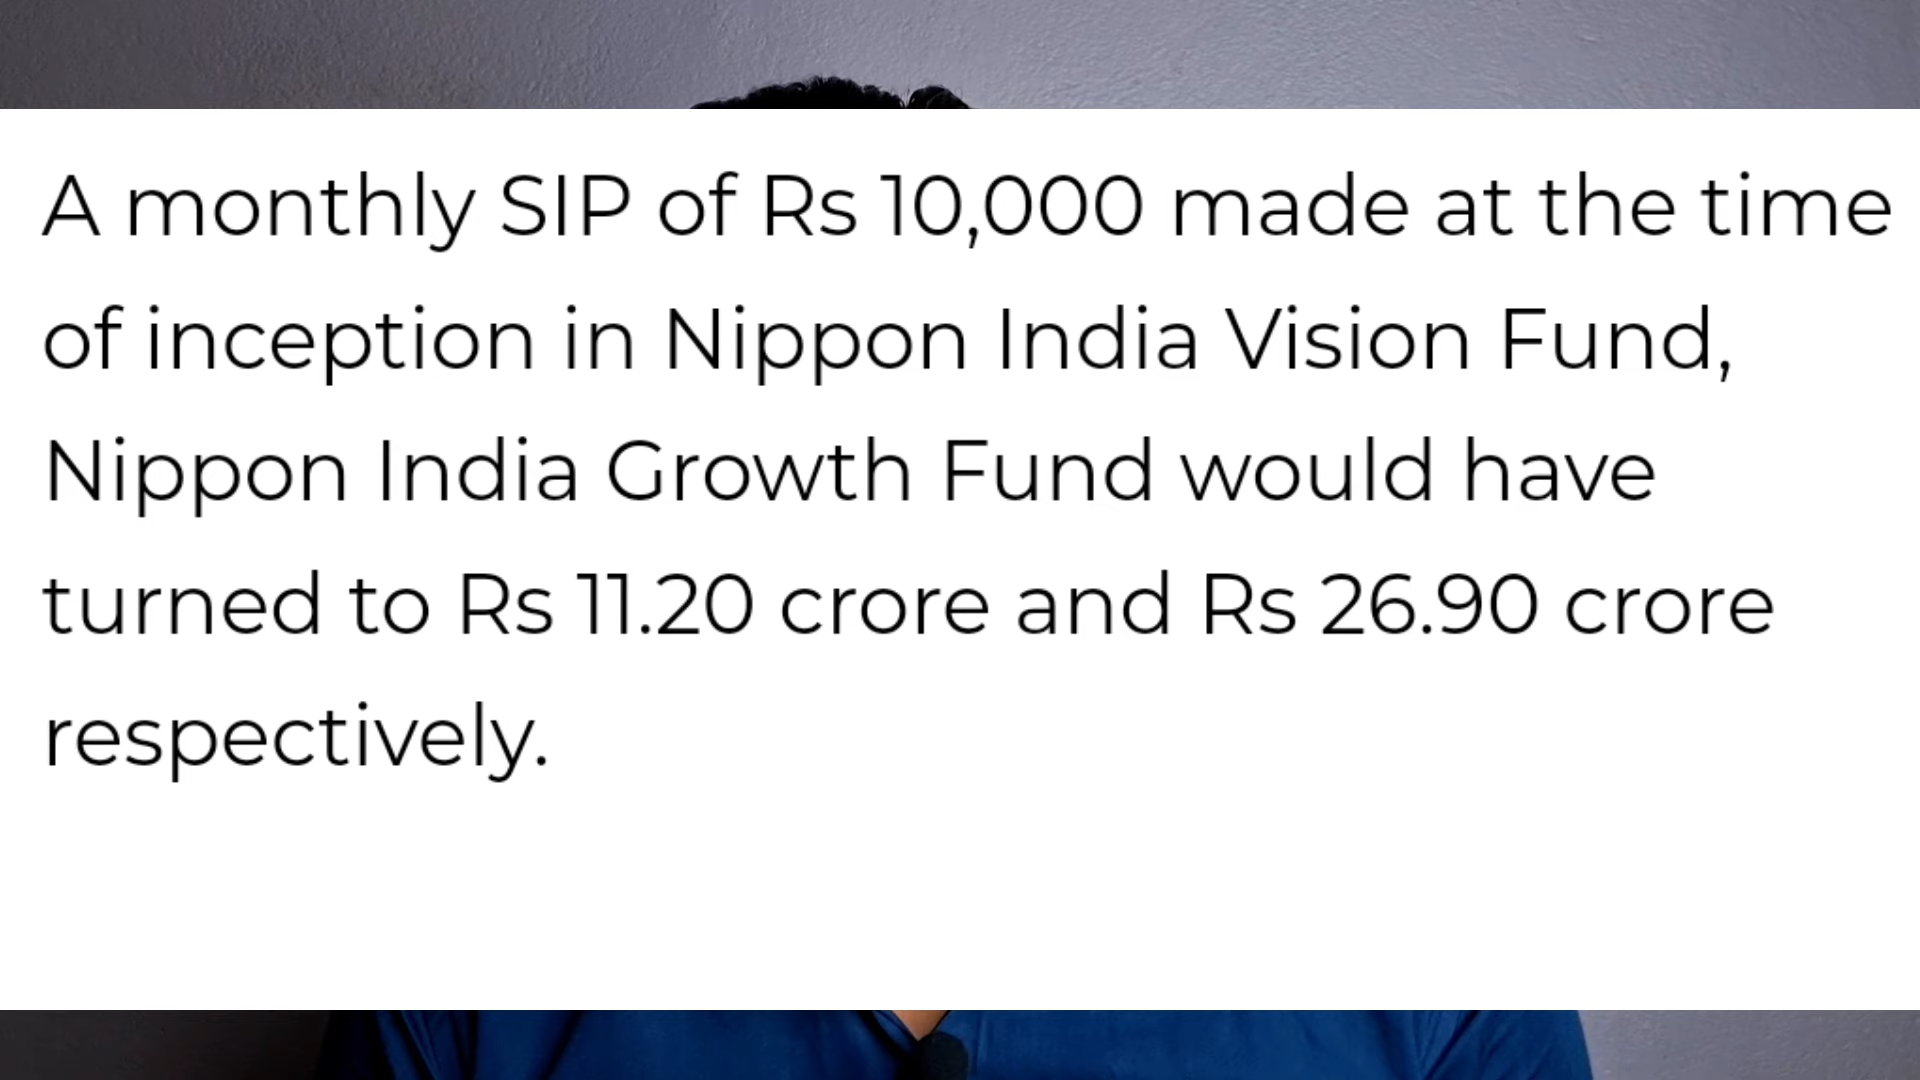 A monthly SIP of Rs 10,000 made at the time
of inception in Nippon India Vision Fund,
Nippon India Growth Fund would have
turned to Rs 11.20 crore and Rs 26.90 crore
respectively.